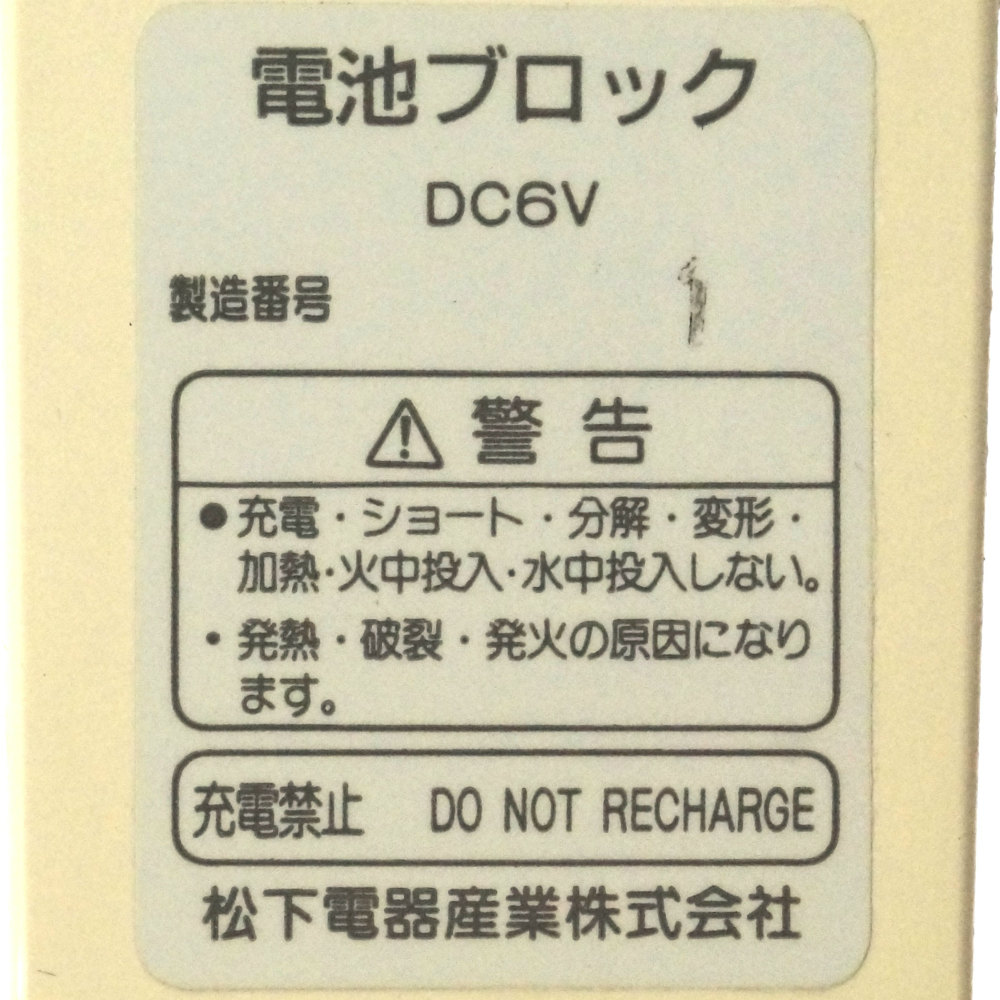 電池ブロック
DC6V
製造番号
警告
●充電・ショート・分解・変形・
加熱・火中投入・水中投入しない。
・発熱・破裂・発火の原因になり
ます。
充電禁止 DO NOT RECHARGE
松下電器産業株式会社